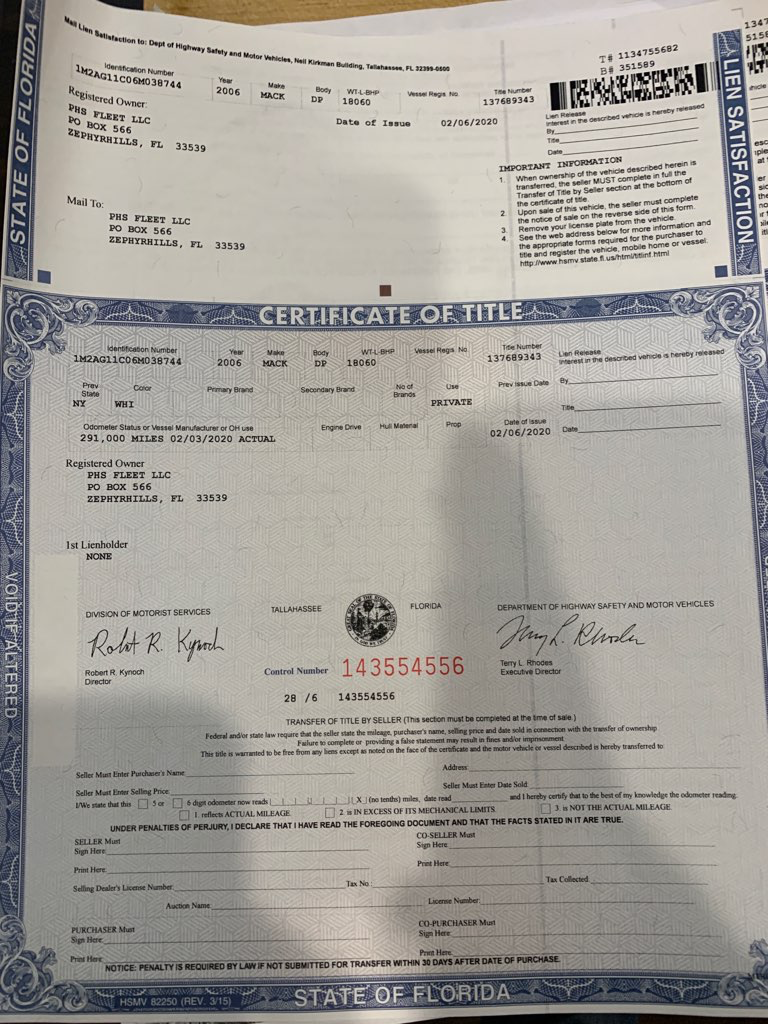 Mail Lien Satisfaction to: Dept of Highway Safety and Motor Vehicles, Neil Kirkman Building, Tallahassee, FL 32399-0500
T# 1134755682
B# 351589
Identification Number Year Make Body WT-L-BHP Vessel Regis. No. Title Number
1M2AG11C06M038744 2006 MACK DP 18060 137689343
Registered Owner: Date of Issue 02/06/2020
PHS FLEET LLC
PO BOX 566
ZEPHYRHILLS, FL 33539
Lien Release
Interest in the described vehicle is hereby released
By
Title
Date
IMPORTANT INFORMATION
1. When ownership of the vehicle described herein is
transferred, the seller MUST complete in full the
Transfer of Title by Seller section at the bottom of
the certificate of title.
2. Upon sale of this vehicle, the seller must complete
the notice of sale on the reverse side of this form.
3. Remove your license plate from the vehicle.
4. See the web address below for more information and
the appropriate forms required for the purchaser to
title and register the vehicle, mobile home or vessel.
http://www.hsmv.state.fl.us/html/titlinf.html
Mail To:
PHS FLEET LLC
PO BOX 566
ZEPHYRHILLS, FL 33539
STATE OF FLORIDA
LIEN SATISFACTION
CERTIFICATE OF TITLE
Identification Number Year Make Body WT-L-BHP Vessel Regis. No. Title Number
1M2AG11C06M038744 2006 MACK DP 18060 137689343
Lien Release
Interest in the described vehicle is hereby released
By
Title
Date
Prev State Color Primary Brand Secondary Brand No of Brands Use Prev Issue Date
NY WHI PRIVATE
Odometer Status or Vessel Manufacturer or OH use Engine Drive Hull Material Prop Date of Issue
291,000 MILES 02/03/2020 ACTUAL 02/06/2020
Registered Owner
PHS FLEET LLC
PO BOX 566
ZEPHYRHILLS, FL 33539
1st Lienholder
NONE
VOID IF ALTERED
DIVISION OF MOTORIST SERVICES TALLAHASSEE FLORIDA DEPARTMENT OF HIGHWAY SAFETY AND MOTOR VEHICLES
Robert R. Kynoch
Director
Terry L. Rhodes
Executive Director
Control Number 143554556
28 /6 143554556
TRANSFER OF TITLE BY SELLER (This section must be completed at the time of sale.)
Federal and/or state law require that the seller state the mileage, purchaser's name, selling price and date sold in connection with the transfer of ownership.
Failure to complete or providing a false statement may result in fines and/or imprisonment.
This title is warranted to be free from any liens except as noted on the face of the certificate and the motor vehicle or vessel described is hereby transferred to:
Seller Must Enter Purchaser's Name: Address:
Seller Must Enter Selling Price: Seller Must Enter Date Sold:
I/We state that this 5 or 6 digit odometer now reads (X) (no tenths) miles, date read and I hereby certify that to the best of my knowledge the odometer reading.
1. reflects ACTUAL MILEAGE. 2. is IN EXCESS OF ITS MECHANICAL LIMITS. 3. is NOT THE ACTUAL MILEAGE.
UNDER PENALTIES OF PERJURY, I DECLARE THAT I HAVE READ THE FOREGOING DOCUMENT AND THAT THE FACTS STATED IN IT ARE TRUE.
SELLER Must CO-SELLER Must
Sign Here: Sign Here:
Print Here: Print Here:
Selling Dealer's License Number: Tax No: Tax Collected:
Auction Name: License Number:
PURCHASER Must CO-PURCHASER Must
Sign Here: Sign Here:
Print Here: Print Here:
NOTICE: PENALTY IS REQUIRED BY LAW IF NOT SUBMITTED FOR TRANSFER WITHIN 30 DAYS AFTER DATE OF PURCHASE.
HSMV 82250 (REV. 3/15) STATE OF FLORIDA